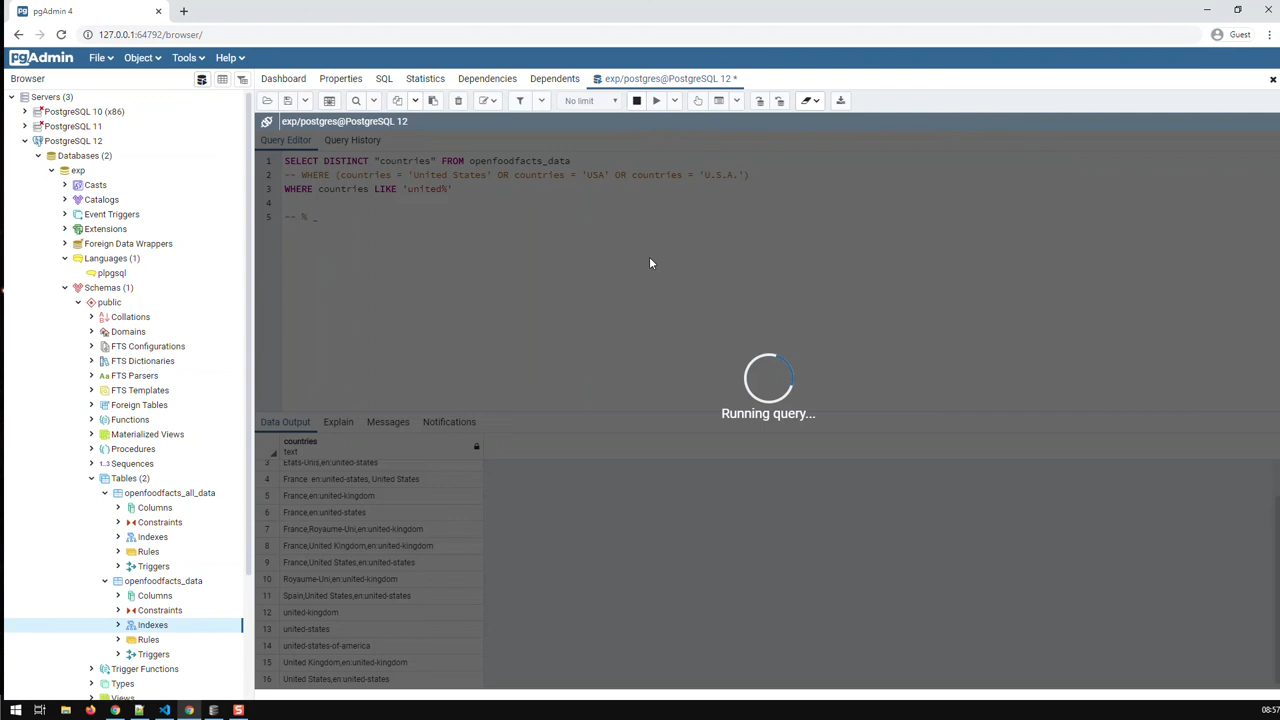 pgAdmin 4
127.0.0.1:64792/browser/
Guest
pgAdmin
File
Object
Tools
Help
Browser
Dashboard
Properties
SQL
Statistics
Dependencies
Dependents
exp/postgres@PostgreSQL 12 *
Servers (3)
PostgreSQL 10 (x86)
PostgreSQL 11
PostgreSQL 12
Databases (2)
exp
Casts
Catalogs
Event Triggers
Extensions
Foreign Data Wrappers
Languages (1)
plpgsql
Schemas (1)
public
Collations
Domains
FTS Configurations
FTS Dictionaries
FTS Parsers
FTS Templates
Foreign Tables
Functions
Materialized Views
Procedures
Sequences
Tables (2)
openfoodfacts_all_data
Columns
Constraints
Indexes
Rules
Triggers
openfoodfacts_data
Columns
Constraints
Indexes
Rules
Triggers
Trigger Functions
Types
Views
No limit
exp/postgres@PostgreSQL 12
Query Editor
Query History
1 SELECT DISTINCT "countries" FROM openfoodfacts_data
2 -- WHERE (countries = 'United States' OR countries = 'USA' OR countries = 'U.S.A.')
3 WHERE countries LIKE 'united%'
4
5 -- % _
Running query...
Data Output
Explain
Messages
Notifications
countries
text
3 Etats-Unis,en:united-states
4 France en:united-states, United States
5 France,en:united-kingdom
6 France,en:united-states
7 France,Royaume-Uni,en:united-kingdom
8 France,United Kingdom,en:united-kingdom
9 France,United States,en:united-states
10 Royaume-Uni,en:united-kingdom
11 Spain,United States,en:united-states
12 united-kingdom
13 united-states
14 united-states-of-america
15 United Kingdom,en:united-kingdom
16 United States,en:united-states
08:57